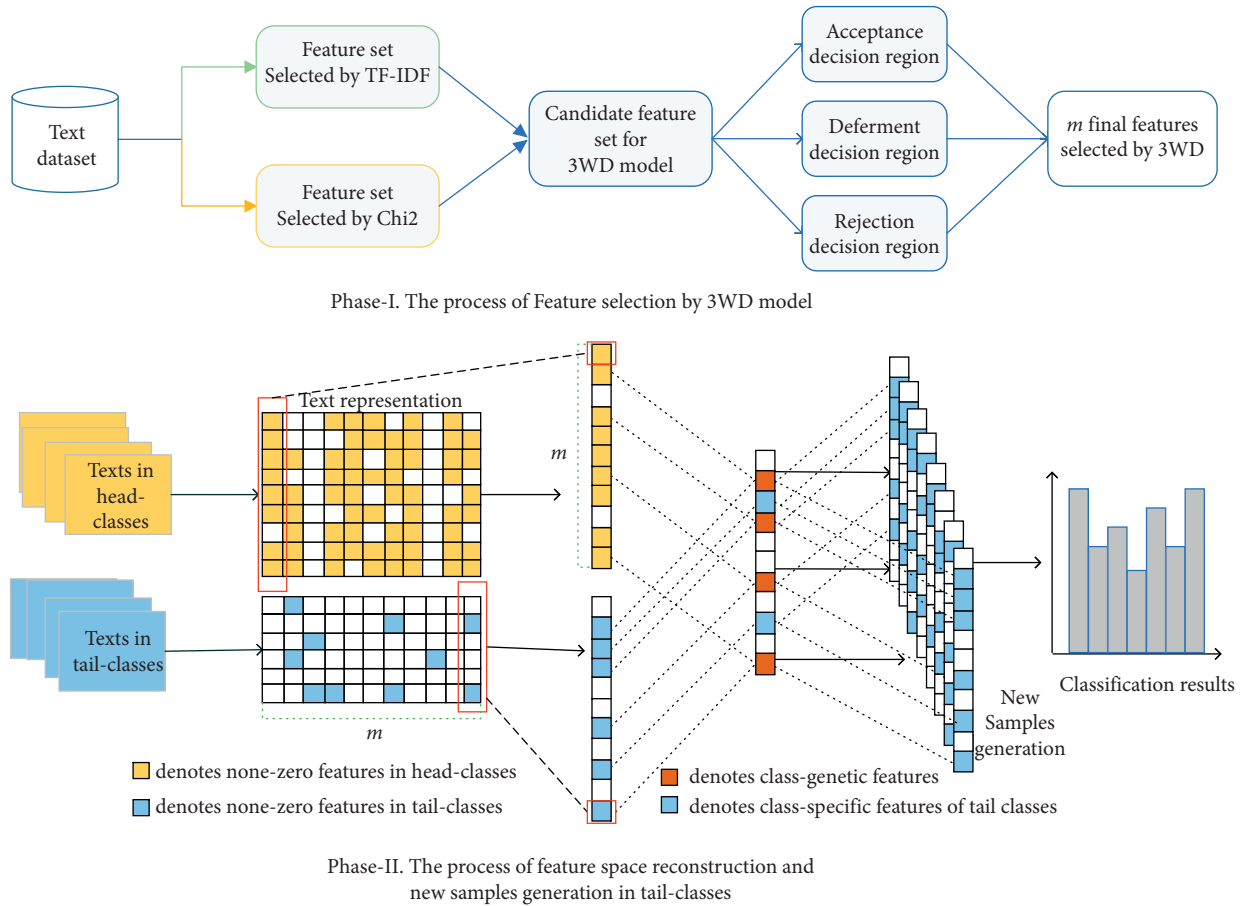 Text
dataset
Feature set
Selected by TF-IDF
Feature set
Selected by Chi2
Candidate feature
set for
3WD model
Acceptance
decision region
Deferment
decision region
Rejection
decision region
m final features
selected by 3WD
Phase-I. The process of Feature selection by 3WD model
Texts in
head-
classes
Text representation
m
Texts in
tail-classes
m
New
Samples
generation
Classification results
denotes none-zero features in head-classes
denotes none-zero features in tail-classes
denotes class-genetic features
denotes class-specific features of tail classes
Phase-II. The process of feature space reconstruction and
new samples generation in tail-classes